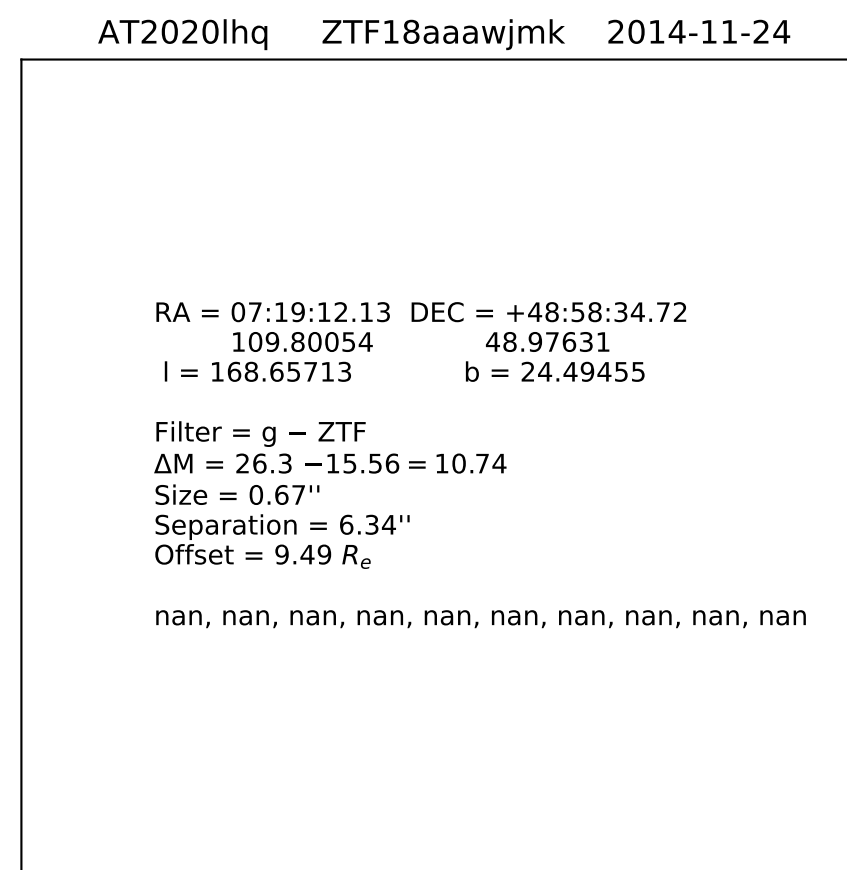 AT2020lhq ZTF18aaawjmk 2014-11-24
RA = 07:19:12.13 DEC = +48:58:34.72
109.80054 48.97631
l = 168.65713 b = 24.49455
Filter = g − ZTF
ΔM = 26.3 −15.56 = 10.74
Size = 0.67''
Separation = 6.34''
Offset = 9.49 Rₑ
nan, nan, nan, nan, nan, nan, nan, nan, nan, nan